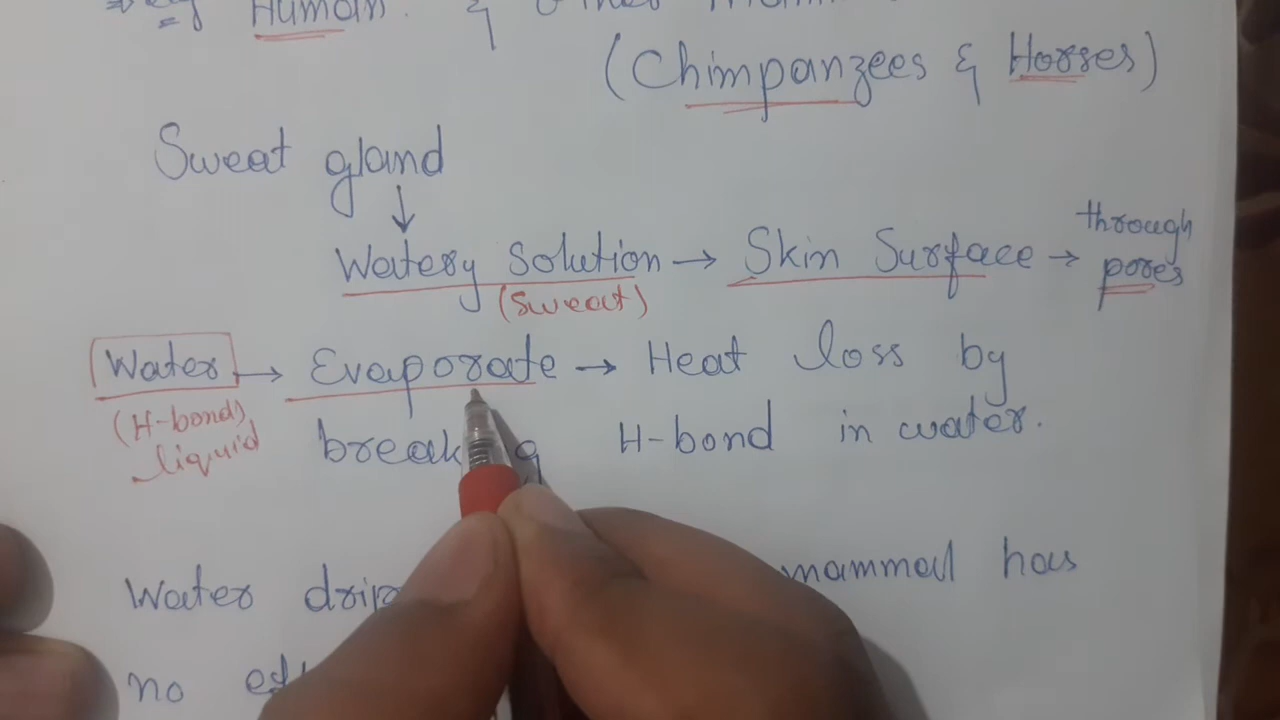 Human. &
(Chimpanzees & Horses)
Sweat gland
↓
Watery Solution → Skin Surface → through pores
(Sweat)
Water → Evaporate → Heat loss by
(H-bond)
liquid
H-bond in water.
Water mammal has
no